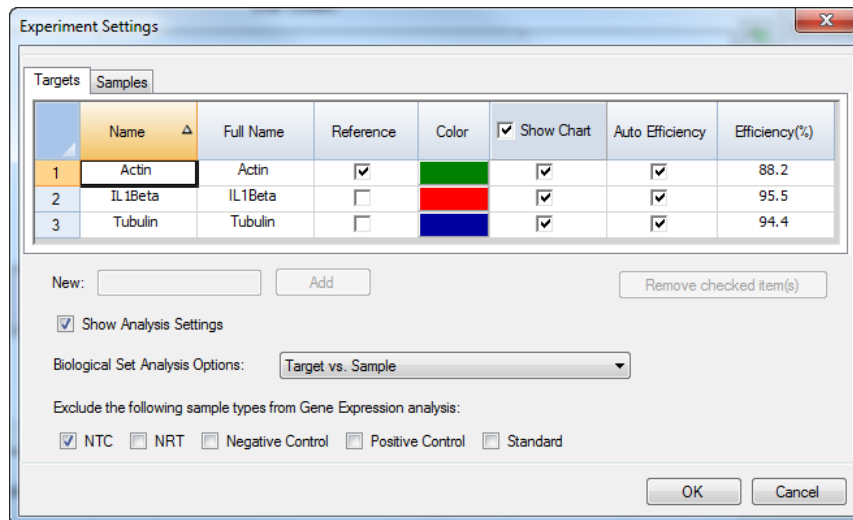 Experiment Settings
Targets Samples
Name Full Name Reference Color Show Chart Auto Efficiency Efficiency(%)
1 Actin Actin 88.2
2 IL1Beta IL1Beta 95.5
3 Tubulin Tubulin 94.4
New: Add Remove checked item(s)
Show Analysis Settings
Biological Set Analysis Options: Target vs. Sample
Exclude the following sample types from Gene Expression analysis:
NTC NRT Negative Control Positive Control Standard
OK Cancel